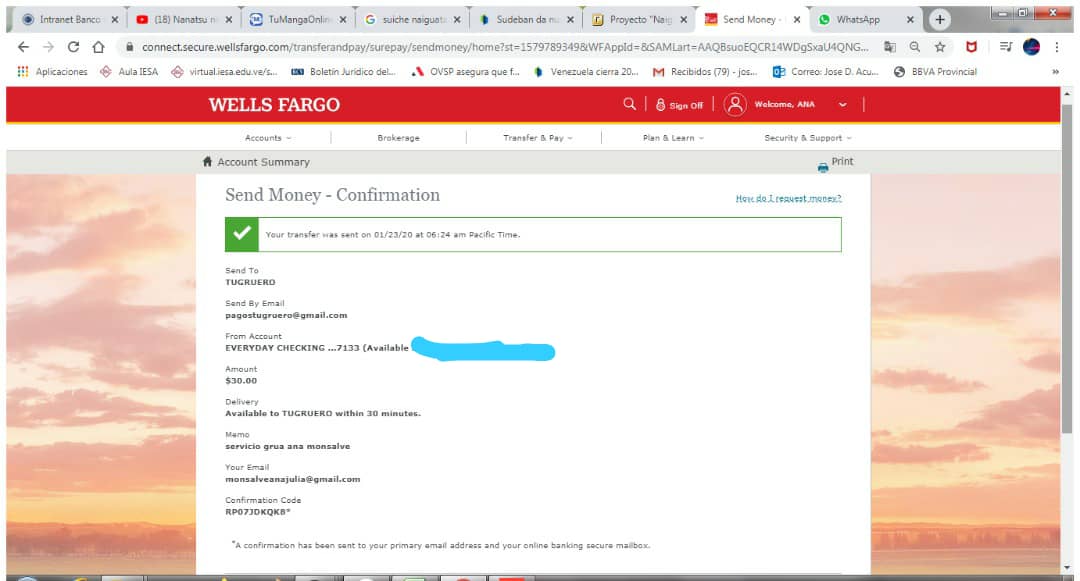 Intranet Banco
(18) Nanatsu n
TuMangaOnlin
suiche naiguata
Sudeban da nu
Proyecto "Naig
Send Money -
WhatsApp
connect.secure.wellsfargo.com/transferandpay/surepay/sendmoney/home?st=1579789349&WFAppId=&SAMLart=AAQBsuoEQCR14WDgSxaU4QNG...
Aplicaciones
Aula IESA
virtual.iesa.edu.ve/s...
Boletín Jurídico del...
OVSP asegura que f...
Venezuela cierra 20...
Recibidos (79) - jos...
Correo: Jose D. Acu...
BBVA Provincial
»
WELLS FARGO
Sign Off
Welcome, ANA
Accounts
Brokerage
Transfer & Pay
Plan & Learn
Security & Support
Account Summary
Print
Send Money - Confirmation
How do I request money?
Your transfer was sent on 01/23/20 at 06:24 am Pacific Time.
Send To
TUGRUERO
Send By Email
pagostugruero@gmail.com
From Account
EVERYDAY CHECKING ...7133 (Available
Amount
$30.00
Delivery
Available to TUGRUERO within 30 minutes.
Memo
servicio grua ana monsalve
Your Email
monsalveanajulia@gmail.com
Confirmation Code
RP07JDKQK8*
*A confirmation has been sent to your primary email address and your online banking secure mailbox.